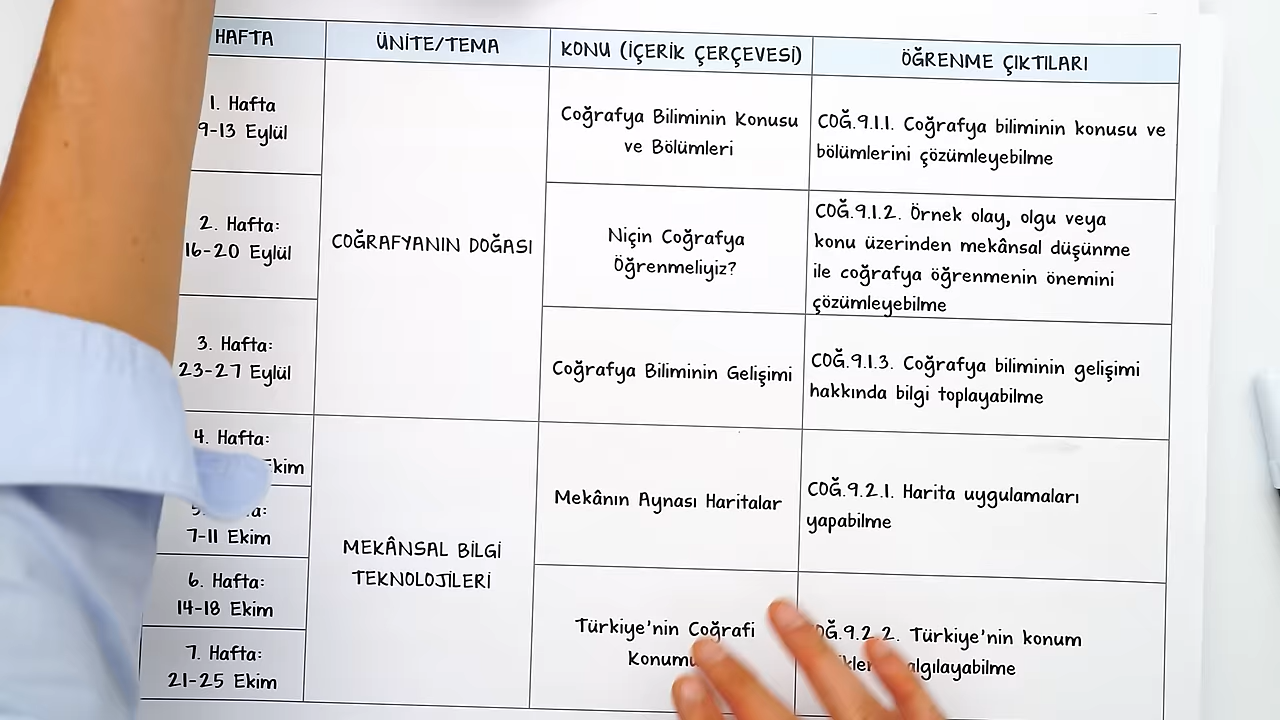 HAFTA
ÜNİTE/TEMA
KONU (İÇERİK ÇERÇEVESİ)
ÖĞRENME ÇIKTILARI
1. Hafta
9-13 Eylül
COĞRAFYANIN DOĞASI
Coğrafya Biliminin Konusu
ve Bölümleri
COĞ.9.1.1. Coğrafya biliminin konusu ve
bölümlerini çözümleyebilme
2. Hafta:
16-20 Eylül
Niçin Coğrafya
Öğrenmeliyiz?
COĞ.9.1.2. Örnek olay, olgu veya
konu üzerinden mekânsal düşünme
ile coğrafya öğrenmenin önemini
çözümleyebilme
3. Hafta:
23-27 Eylül
Coğrafya Biliminin Gelişimi
COĞ.9.1.3. Coğrafya biliminin gelişimi
hakkında bilgi toplayabilme
4. Hafta:
MEKÂNSAL BİLGİ
TEKNOLOJİLERİ
Mekânın Aynası Haritalar
COĞ.9.2.1. Harita uygulamaları
yapabilme
7-11 Ekim
6. Hafta:
14-18 Ekim
Türkiye'nin Coğrafi
Türkiye'nin konum
algılayabilme
7. Hafta:
21-25 Ekim